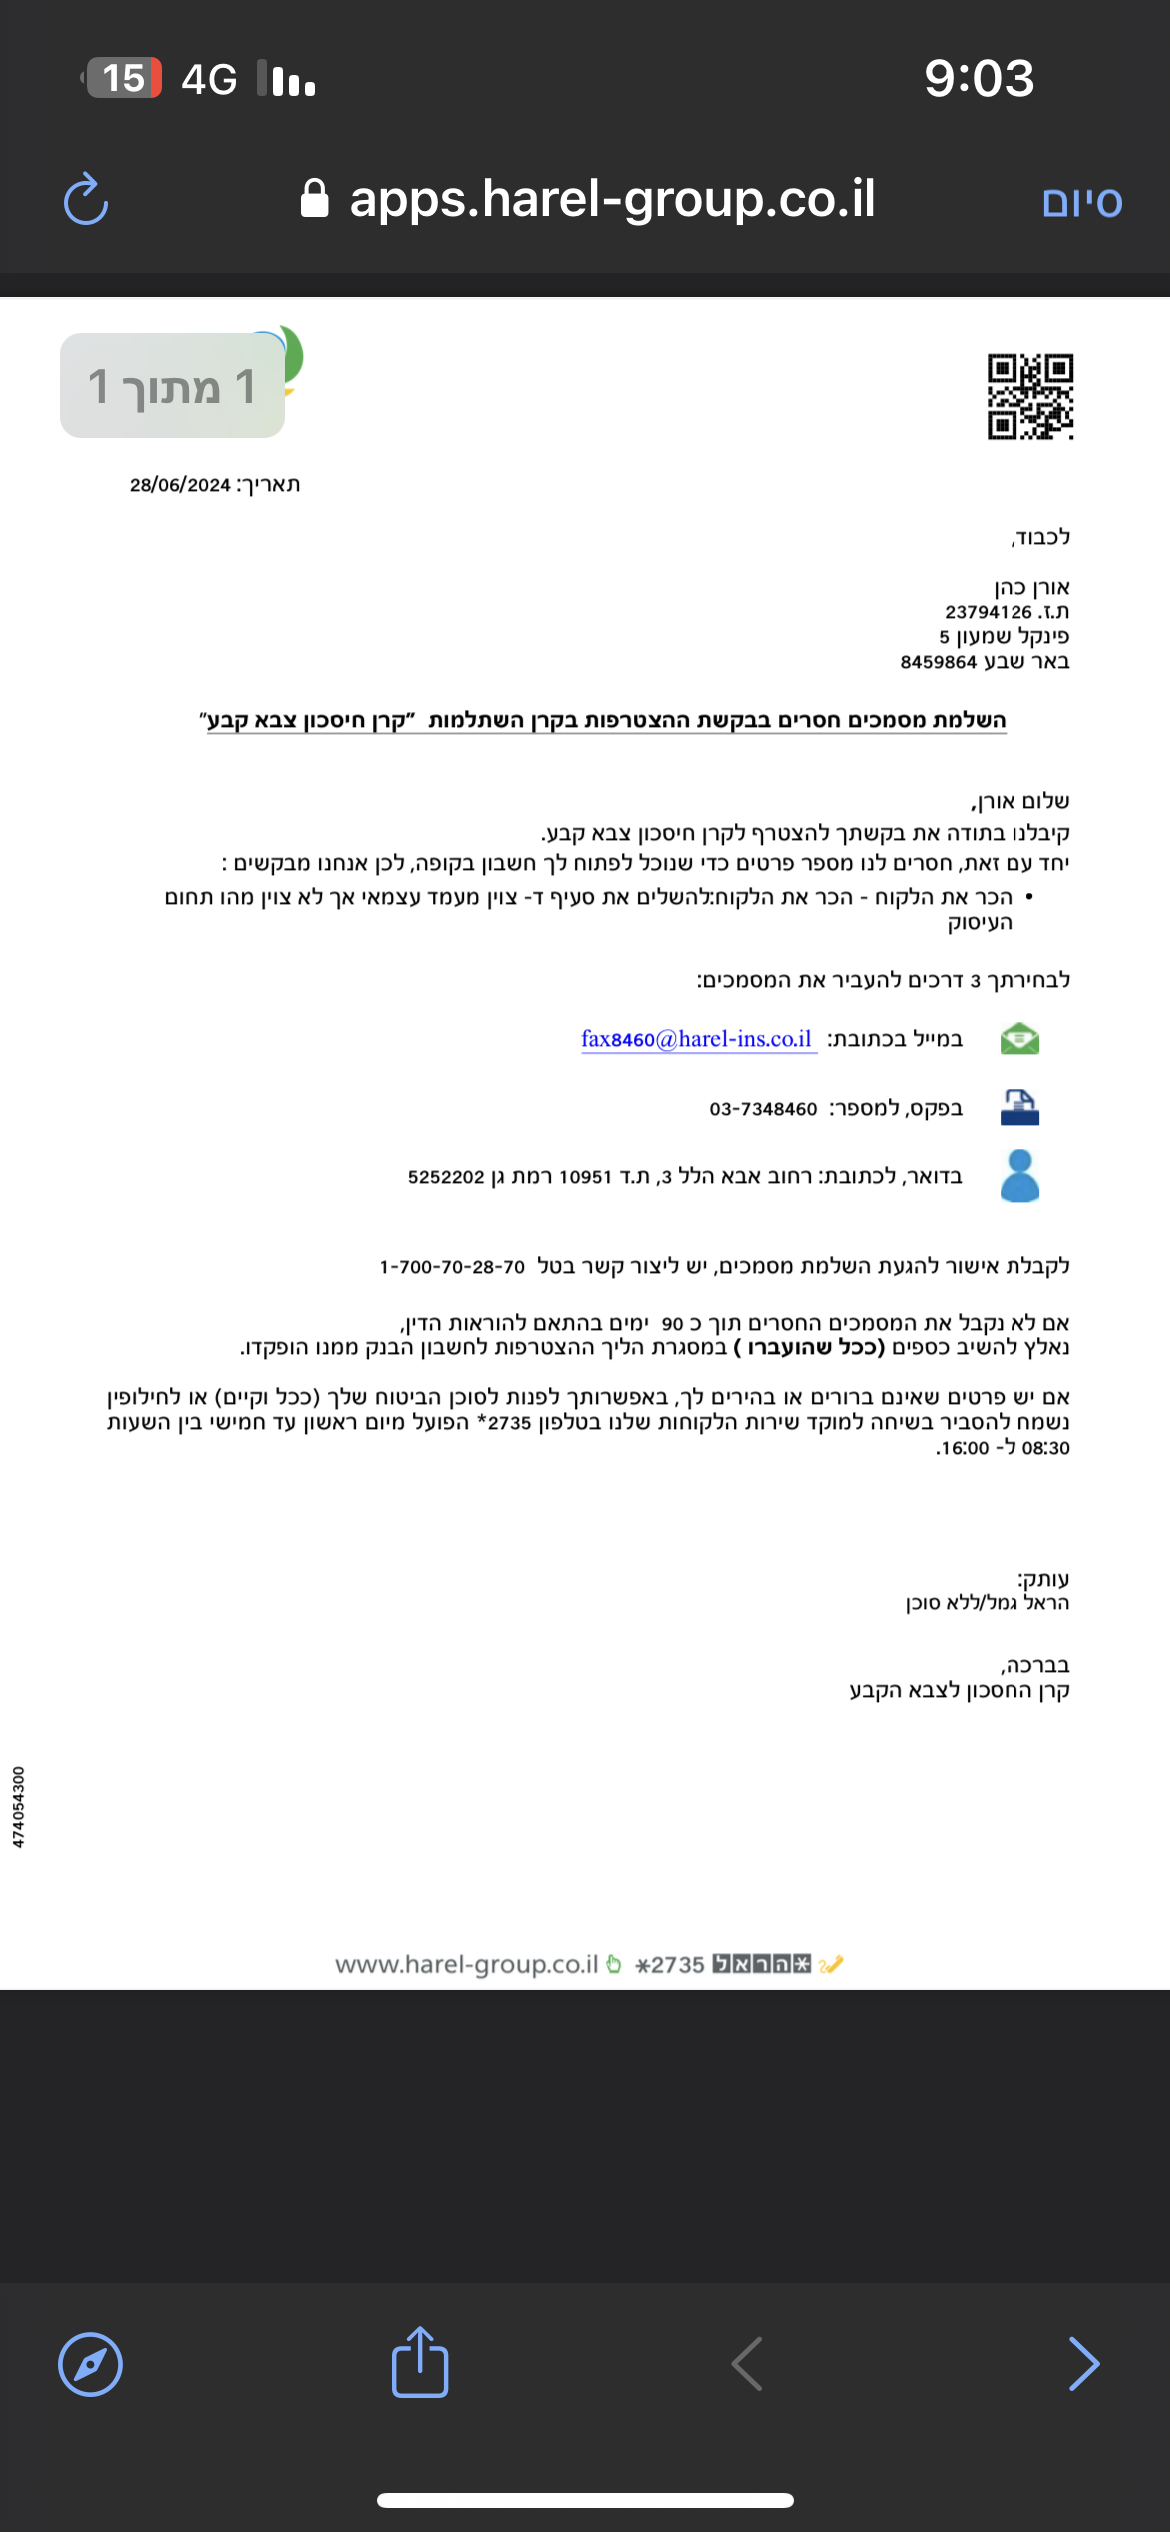 15 4G 9:03
apps.harel-group.co.il
סיום
1 מתוך 1
תאריך: 28/06/2024
לכבוד,
אורן כהן
ת.ז. 23794126
פינקל שמעון 5
באר שבע 8459864
השלמת מסמכים חסרים בבקשת ההצטרפות בקרן השתלמות "קרן חיסכון צבא קבע"
שלום אורן,
קיבלנו בתודה את בקשתך להצטרף לקרן חיסכון צבא קבע.
יחד עם זאת, חסרים לנו מספר פרטים כדי שנוכל לפתוח לך חשבון בקופה, לכן אנחנו מבקשים :
• הכר את הלקוח - הכר את הלקוח:להשלים את סעיף ד- צוין מעמד עצמאי אך לא צוין מהו תחום
העיסוק
לבחירתך 3 דרכים להעביר את המסמכים:
במייל בכתובת: fax8460@harel-ins.co.il
בפקס, למספר: 03-7348460
בדואר, לכתובת: רחוב אבא הלל 3, ת.ד 10951 רמת גן 5252202
לקבלת אישור להגעת השלמת מסמכים, יש ליצור קשר בטל 1-700-70-28-70
אם לא נקבל את המסמכים החסרים תוך כ 90 ימים בהתאם להוראות הדין,
נאלץ להשיב כספים (ככל שהועברו ) במסגרת הליך ההצטרפות לחשבון הבנק ממנו הופקדו.
אם יש פרטים שאינם ברורים או בהירים לך, באפשרותך לפנות לסוכן הביטוח שלך (ככל וקיים) או לחילופין
נשמח להסביר בשיחה למוקד שירות הלקוחות שלנו בטלפון 2735* הפועל מיום ראשון עד חמישי בין השעות
08:30 ל- 16:00.
עותק:
הראל גמל/ללא סוכן
בברכה,
קרן החסכון לצבא הקבע
474054300
*הראל 2735* www.harel-group.co.il